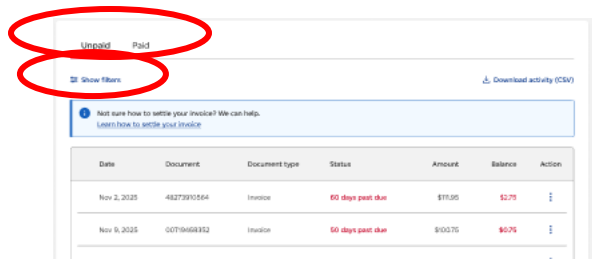 Unpaid Paid
Show filters Download activity (CSV)
Not sure how to settle your invoice? We can help.
Learn how to settle your invoice
Date Document Document type Status Amount Balance Action
Nov 2, 2025 48273910564 Invoice 60 days past due $111.95 $2.75
Nov 9, 2025 00719468352 Invoice 50 days past due $100.75 $0.75